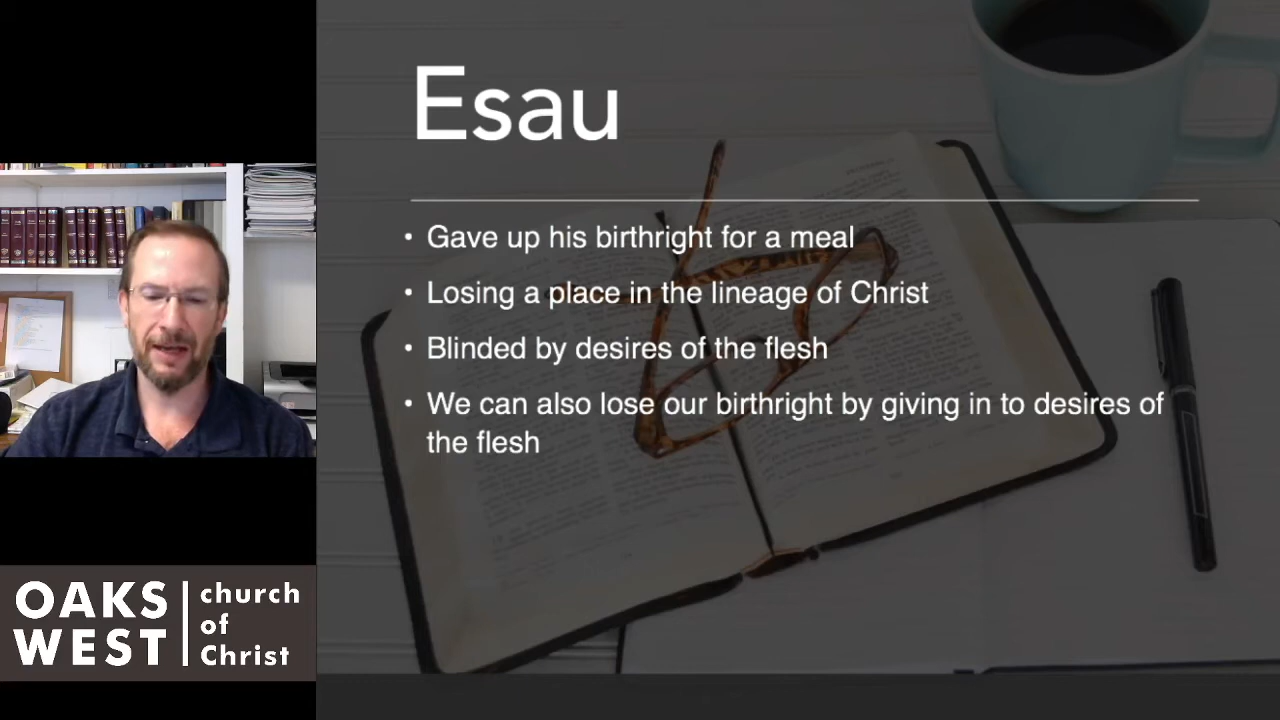 Esau
• Gave up his birthright for a meal
• Losing a place in the lineage of Christ
• Blinded by desires of the flesh
• We can also lose our birthright by giving in to desires of
the flesh
OAKS
WEST
church
of
Christ